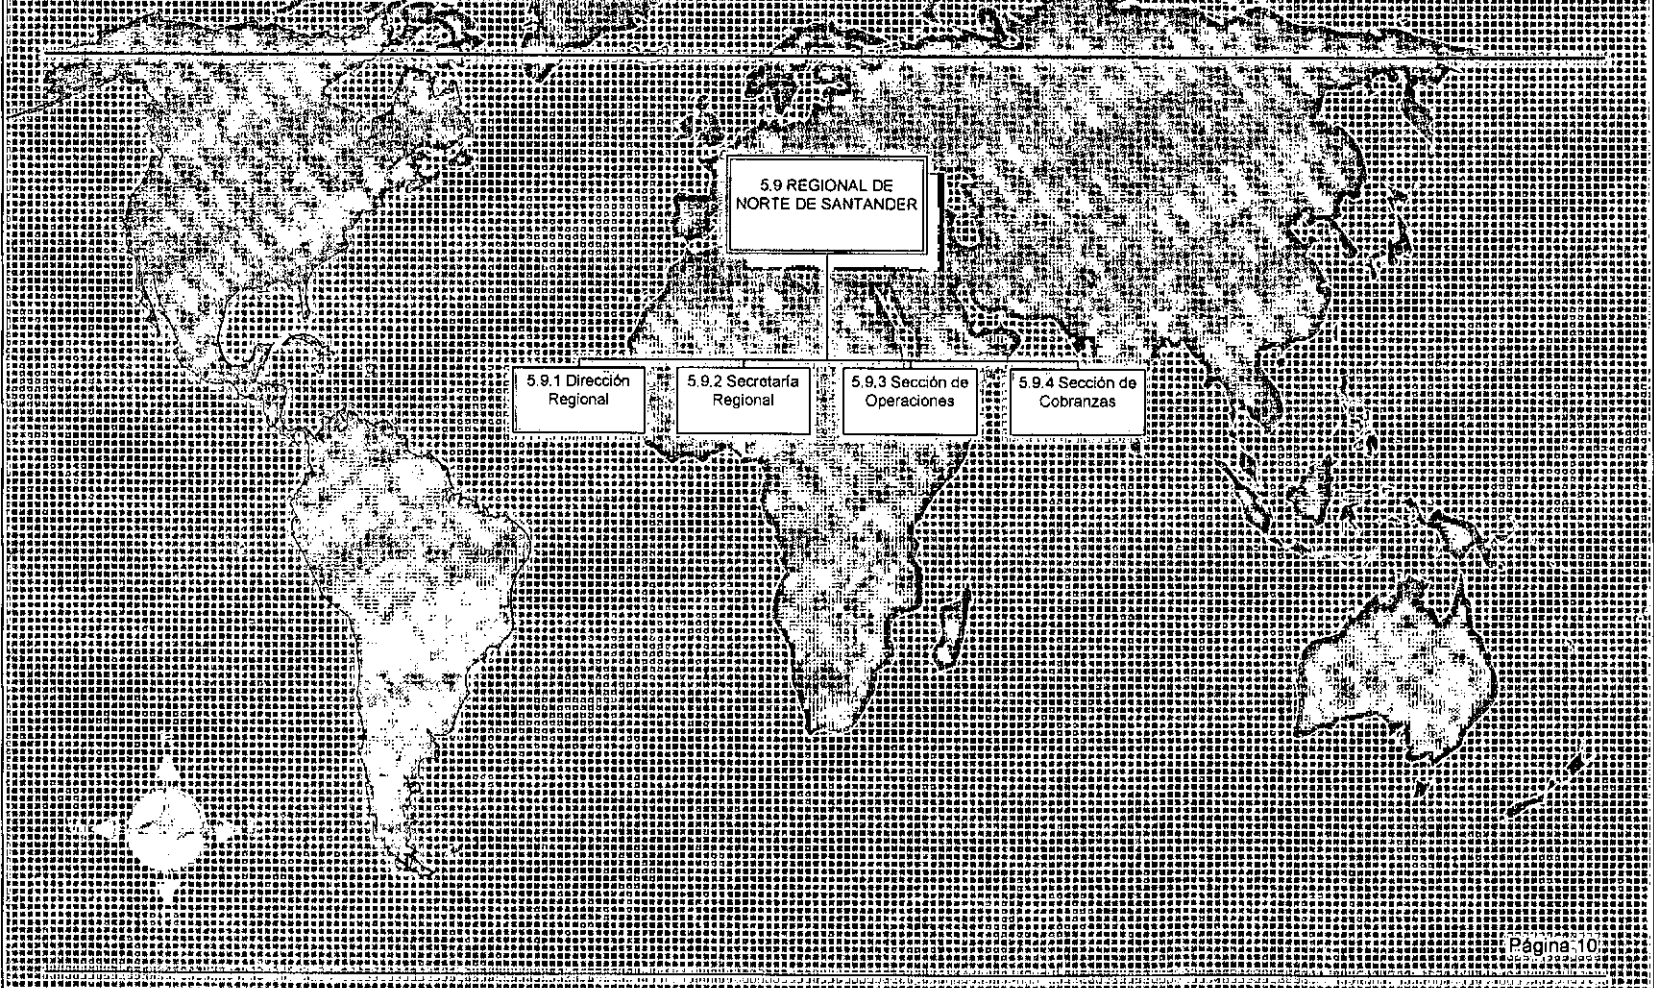 5.9 REGIONAL DE
NORTE DE SANTANDER
5.9.1 Dirección
Regional
5.9.2 Secretaría
Regional
5.9.3 Sección de
Operaciones
5.9.4 Sección de
Cobranzas
Página 10